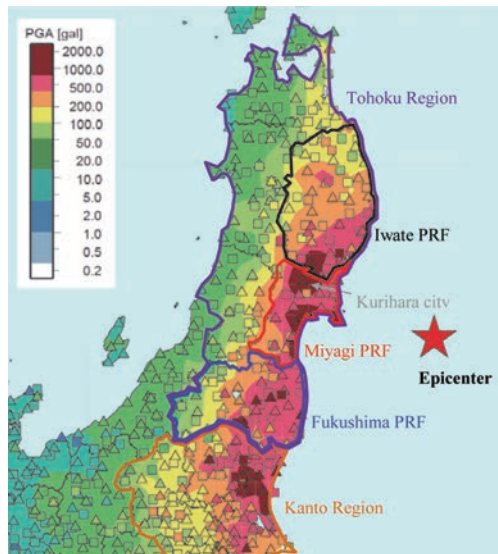 PGA [gal]
2000.0
1000.0
500.0
200.0
100.0
50.0
20.0
10.0
5.0
2.0
1.0
0.5
0.2
Tohoku Region
Iwate PRF
Kurihara city
Miyagi PRF
Epicenter
Fukushima PRF
Kanto Region